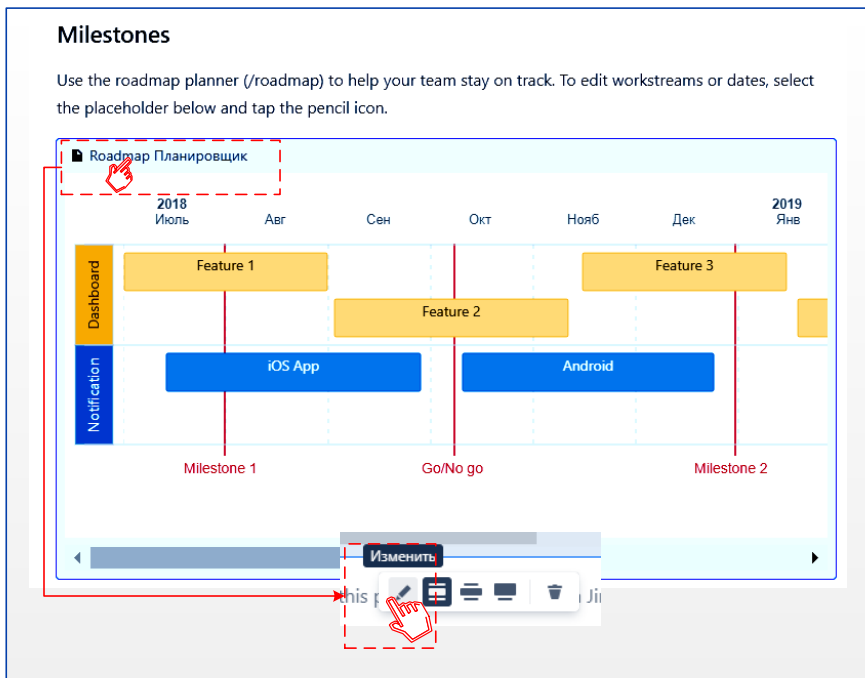 Milestones
Use the roadmap planner (/roadmap) to help your team stay on track. To edit workstreams or dates, select
the placeholder below and tap the pencil icon.
Roadmap Планировщик
2018 2019
Июль Авг Сен Окт Нояб Дек Янв
Dashboard
Feature 1 Feature 3
Feature 2
Notification
iOS App Android
Milestone 1 Go/No go Milestone 2
Изменить
this